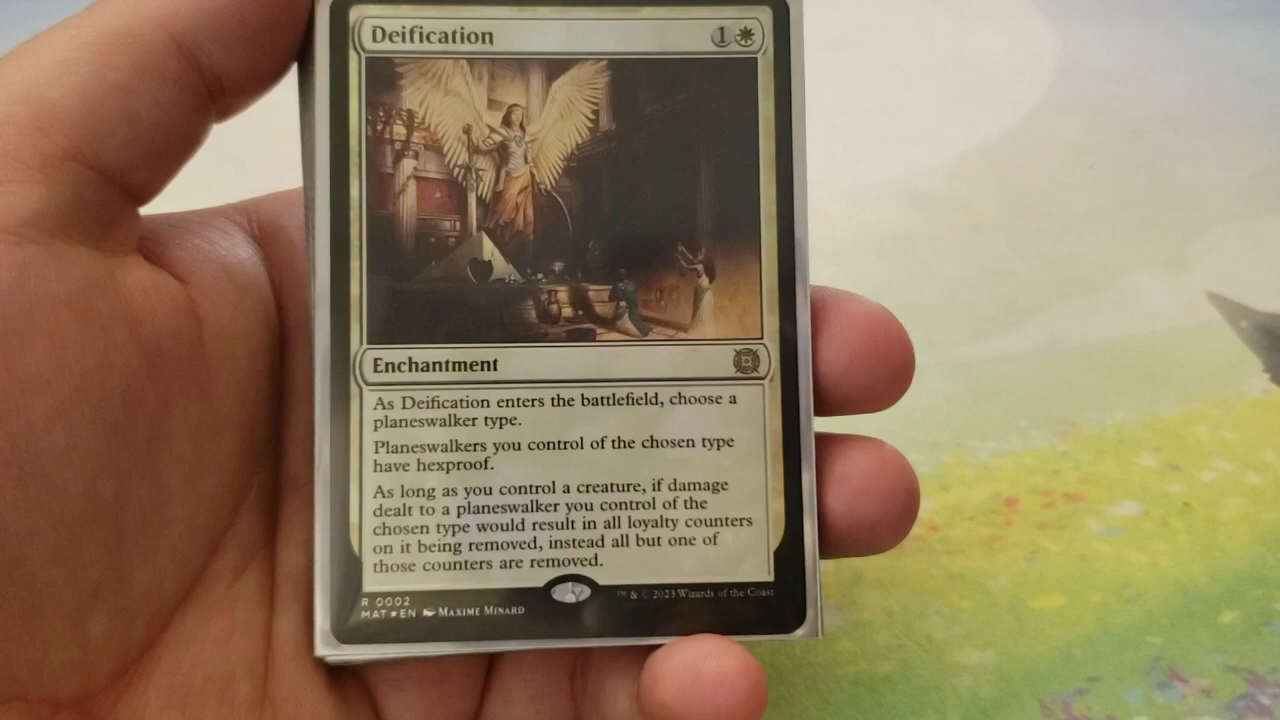 Deification 1
Enchantment
As Deification enters the battlefield, choose a
planeswalker type.
Planeswalkers you control of the chosen type
have hexproof.
As long as you control a creature, if damage
dealt to a planeswalker you control of the
chosen type would result in all loyalty counters
on it being removed, instead all but one of
those counters are removed.
R 0002
MAT★EN MAXIME MINARD
™ & © 2023 Wizards of the Coast